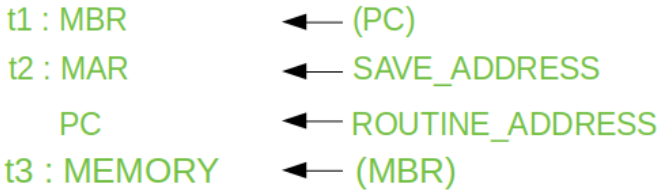 t1 : MBR ← (PC)
t2 : MAR ← SAVE_ADDRESS
PC ← ROUTINE_ADDRESS
t3 : MEMORY ← (MBR)